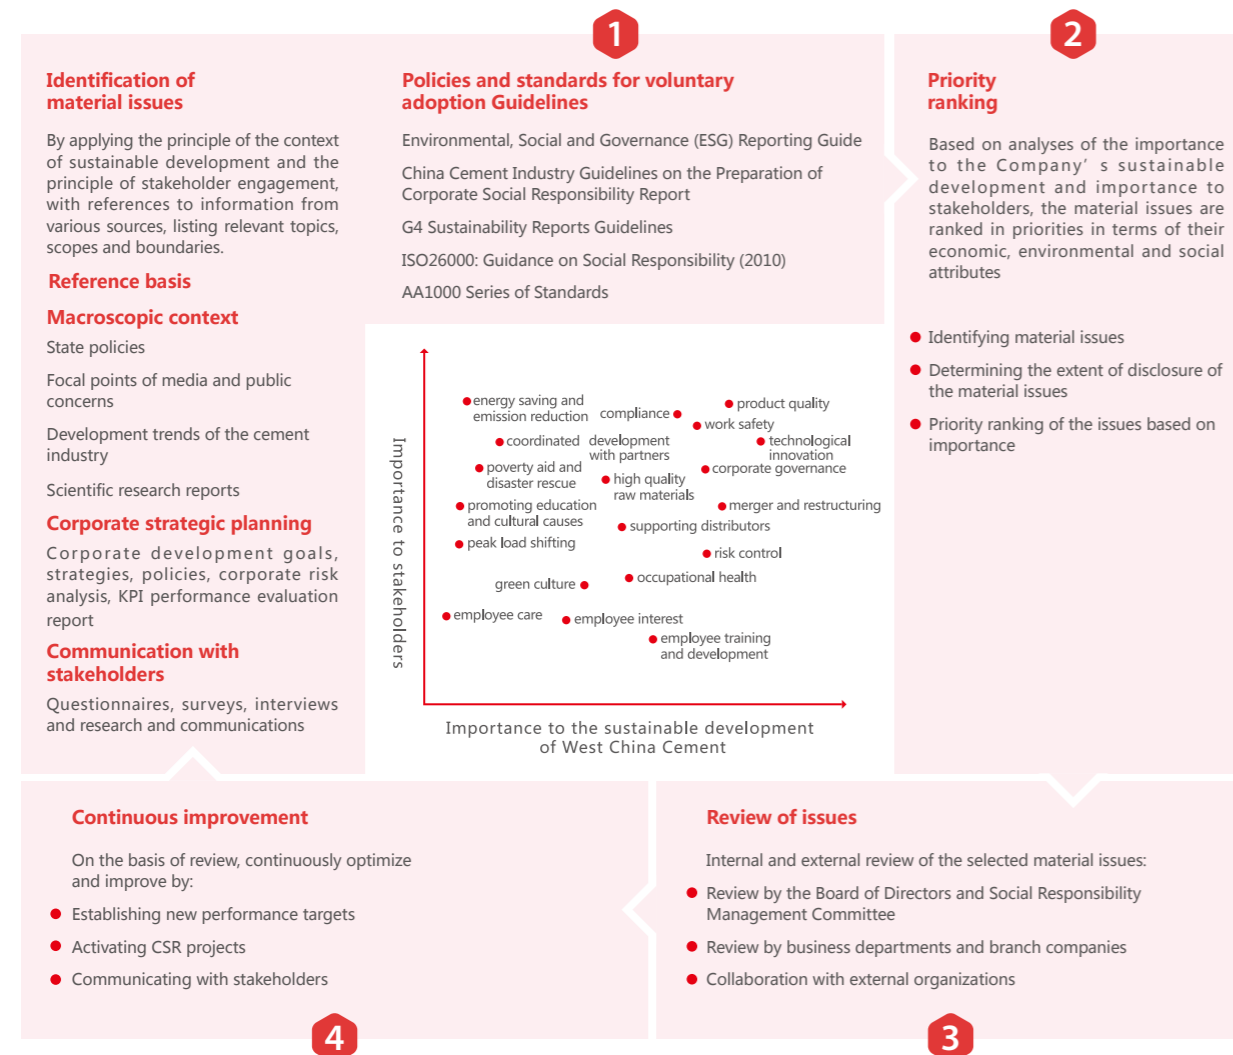 1
2
Identification of
material issues
By applying the principle of the context
of sustainable development and the
principle of stakeholder engagement,
with references to information from
various sources, listing relevant topics,
scopes and boundaries.
Reference basis
Macroscopic context
State policies
Focal points of media and public
concerns
Development trends of the cement
industry
Scientific research reports
Corporate strategic planning
Corporate development goals,
strategies, policies, corporate risk
analysis, KPI performance evaluation
report
Communication with
stakeholders
Questionnaires, surveys, interviews
and research and communications
Policies and standards for voluntary
adoption Guidelines
Environmental, Social and Governance (ESG) Reporting Guide
China Cement Industry Guidelines on the Preparation of
Corporate Social Responsibility Report
G4 Sustainability Reports Guidelines
ISO26000: Guidance on Social Responsibility (2010)
AA1000 Series of Standards
Importance to stakeholders
energy saving and
emission reduction
compliance
product quality
work safety
coordinated development
with partners
technological
innovation
poverty aid and
disaster rescue
high quality
raw materials
corporate governance
promoting education
and cultural causes
merger and restructuring
supporting distributors
peak load shifting
risk control
green culture
occupational health
employee care
employee interest
employee training
and development
Importance to the sustainable development
of West China Cement
Priority
ranking
Based on analyses of the importance
to the Company’ s sustainable
development and importance to
stakeholders, the material issues are
ranked in priorities in terms of their
economic, environmental and social
attributes
Identifying material issues
Determining the extent of disclosure of
the material issues
Priority ranking of the issues based on
importance
Continuous improvement
On the basis of review, continuously optimize
and improve by:
Establishing new performance targets
Activating CSR projects
Communicating with stakeholders
4
Review of issues
Internal and external review of the selected material issues:
Review by the Board of Directors and Social Responsibility
Management Committee
Review by business departments and branch companies
Collaboration with external organizations
3